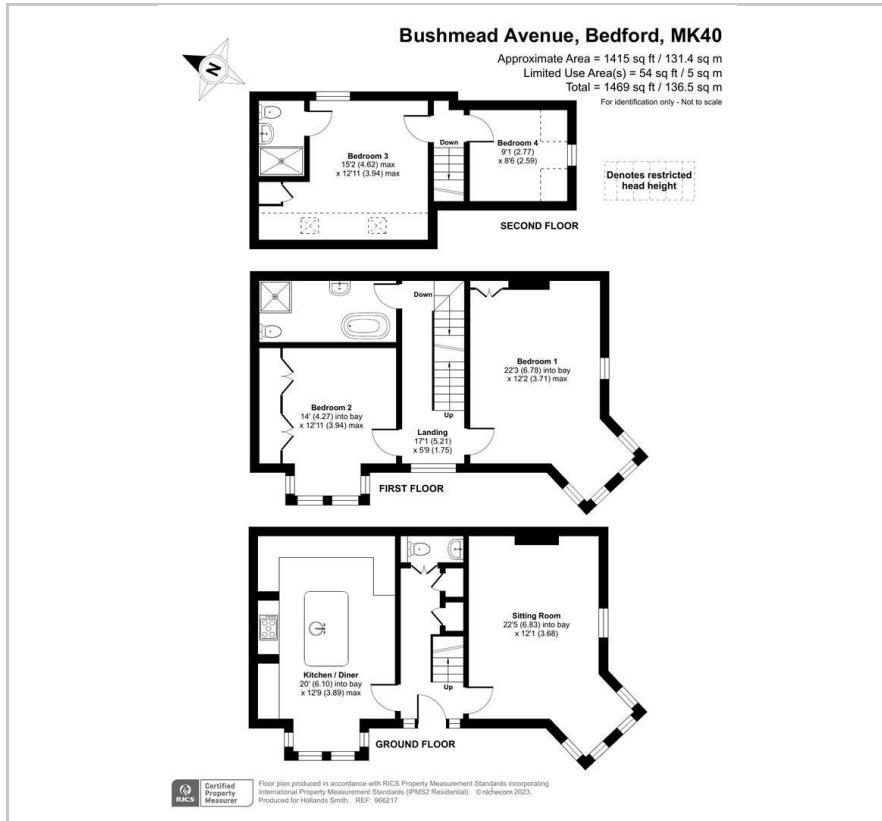 Bushmead Avenue, Bedford, MK40
Approximate Area = 1415 sq ft / 131.4 sq m
Limited Use Area(s) = 54 sq ft / 5 sq m
Total = 1469 sq ft / 136.5 sq m
For identification only - Not to scale
N
Bedroom 3
15'2 (4.62) max
x 12'11 (3.94) max
Down
Bedroom 4
9'1 (2.77)
x 8'6 (2.59)
Denotes restricted
head height
SECOND FLOOR
Down
Bedroom 1
22'3 (6.78) into bay
x 12'2 (3.71) max
Bedroom 2
14' (4.27) into bay
x 12'11 (3.94) max
Up
Landing
17'1 (5.21)
x 5'9 (1.75)
FIRST FLOOR
Sitting Room
22'5 (6.83) into bay
x 12'1 (3.68)
Kitchen / Diner
20' (6.10) into bay
x 12'9 (3.89) max
Up
GROUND FLOOR
RICS
Certified
Property
Measurer
Floor plan produced in accordance with RICS Property Measurement Standards incorporating
International Property Measurement Standards (IPMS2 Residential). © nichecom 2023.
Produced for Hollands Smith. REF: 966217